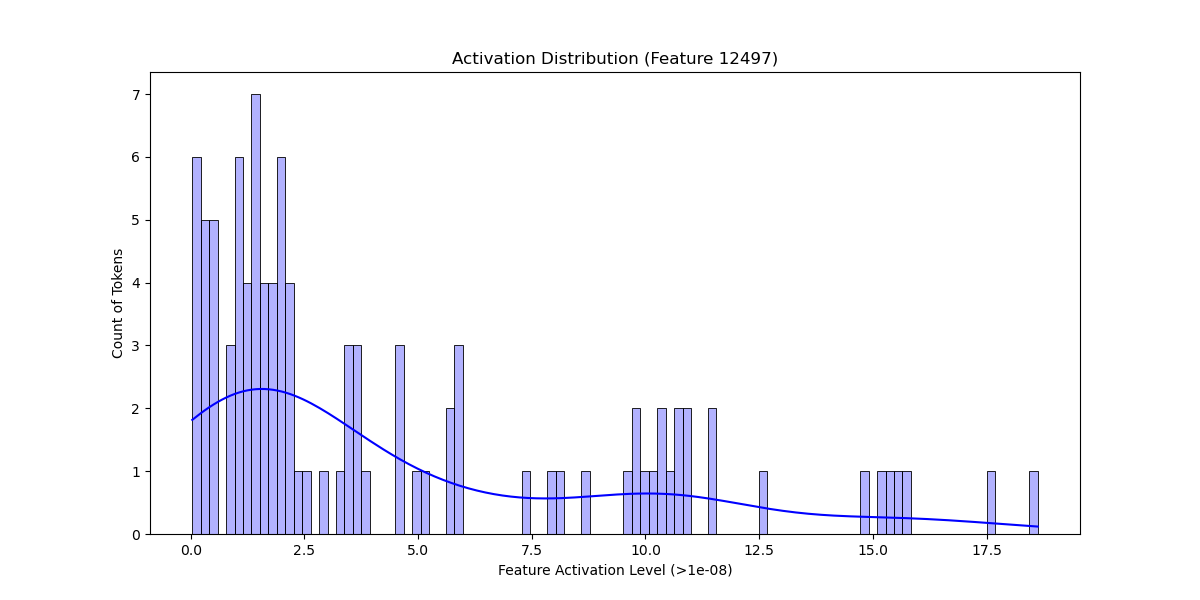 Activation Distribution (Feature 12497)
Count of Tokens
7
6
5
4
3
2
1
0
0.0 2.5 5.0 7.5 10.0 12.5 15.0 17.5
Feature Activation Level (>1e-08)